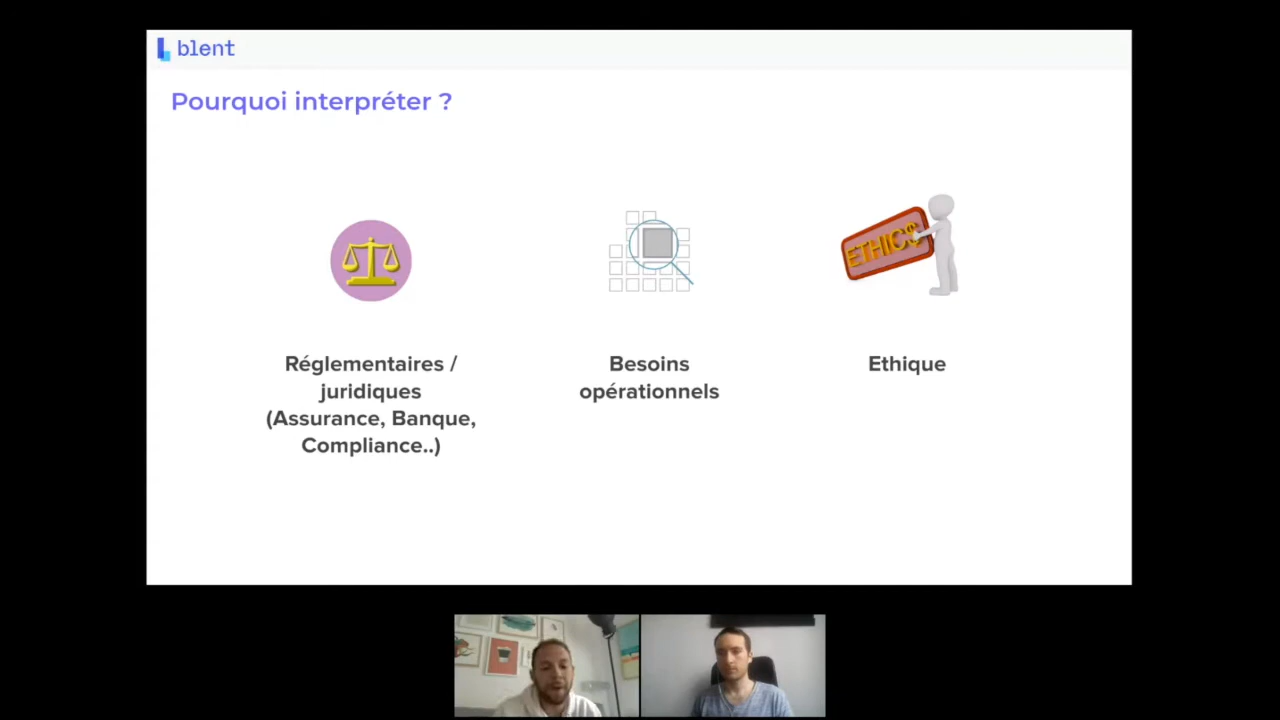 blent
Pourquoi interpréter ?
ETHICS
Réglementaires /
juridiques
(Assurance, Banque,
Compliance..)
Besoins
opérationnels
Ethique